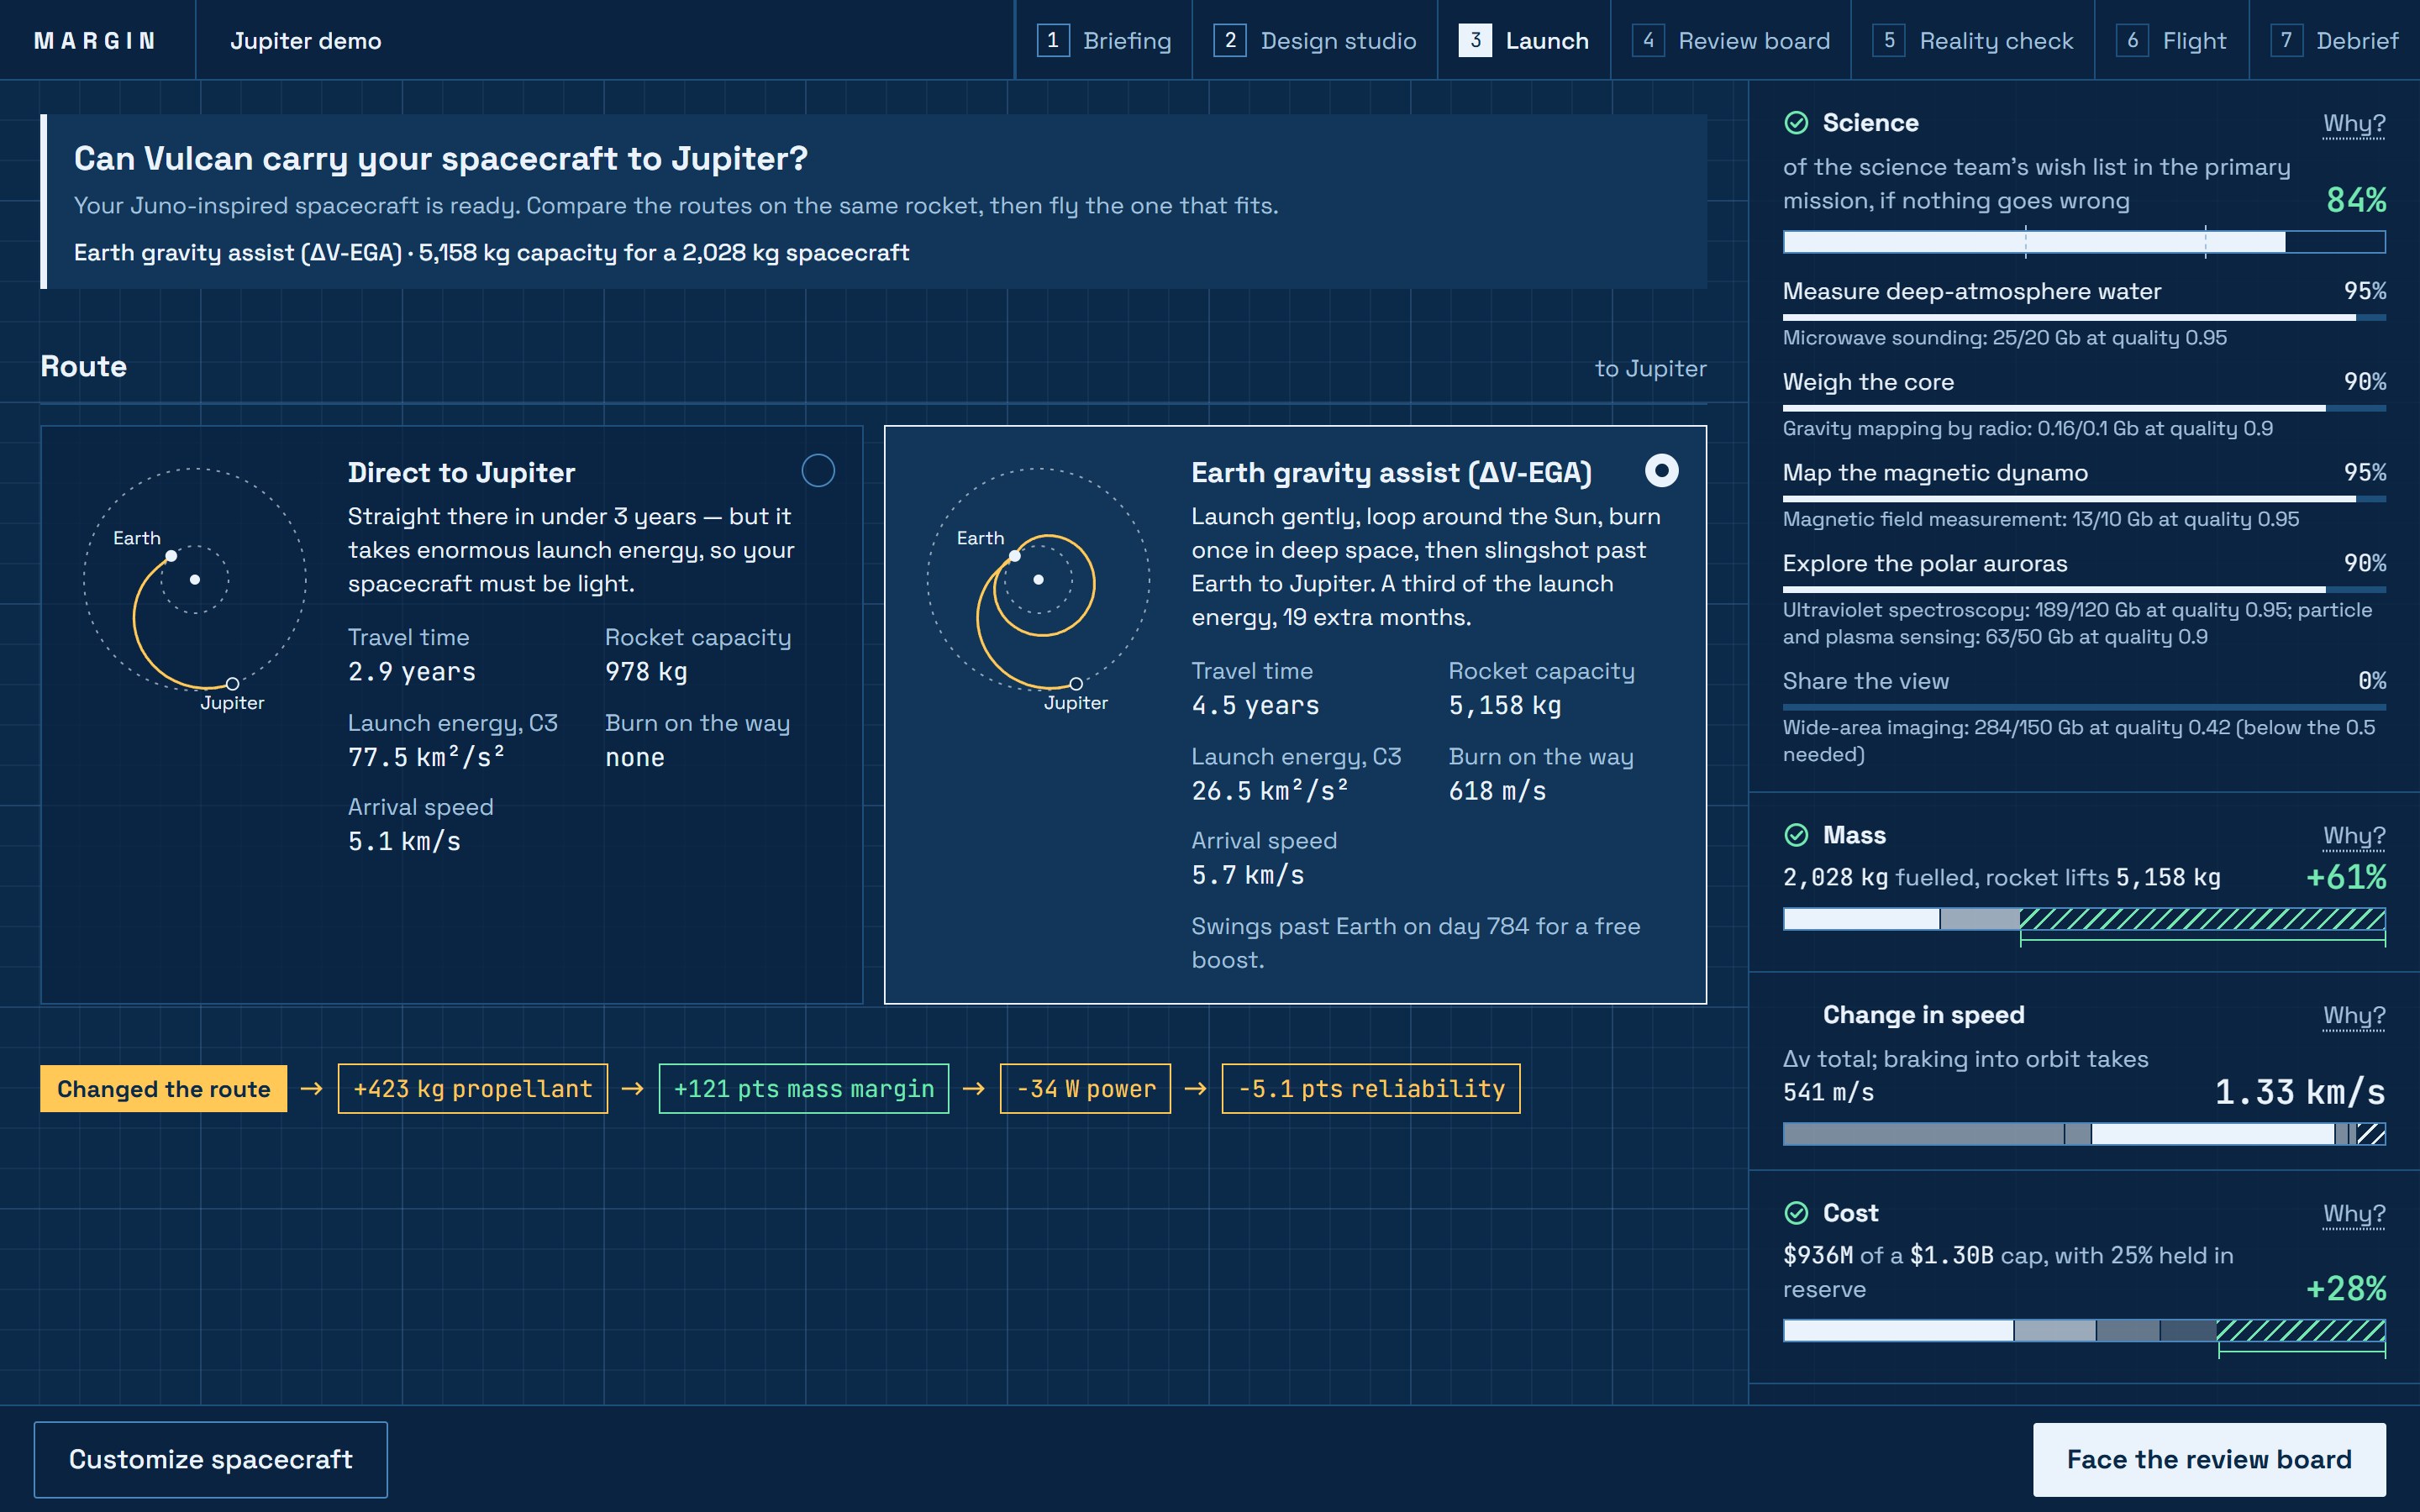 MARGIN
Jupiter demo
1 Briefing
2 Design studio
3 Launch
4 Review board
5 Reality check
6 Flight
7 Debrief
Can Vulcan carry your spacecraft to Jupiter?
Your Juno-inspired spacecraft is ready. Compare the routes on the same rocket, then fly the one that fits.
Earth gravity assist (ΔV-EGA) · 5,158 kg capacity for a 2,028 kg spacecraft
Route
to Jupiter
Earth
Jupiter
Direct to Jupiter
Straight there in under 3 years — but it
takes enormous launch energy, so your
spacecraft must be light.
Travel time
2.9 years
Rocket capacity
978 kg
Launch energy, C3
77.5 km²/s²
Burn on the way
none
Arrival speed
5.1 km/s
Earth
Jupiter
Earth gravity assist (ΔV-EGA)
Launch gently, loop around the Sun, burn
once in deep space, then slingshot past
Earth to Jupiter. A third of the launch
energy, 19 extra months.
Travel time
4.5 years
Rocket capacity
5,158 kg
Launch energy, C3
26.5 km²/s²
Burn on the way
618 m/s
Arrival speed
5.7 km/s
Swings past Earth on day 784 for a free
boost.
Changed the route → +423 kg propellant → +121 pts mass margin → -34 W power → -5.1 pts reliability
Science
Why?
of the science team's wish list in the primary
mission, if nothing goes wrong
84%
Measure deep-atmosphere water 95%
Microwave sounding: 25/20 Gb at quality 0.95
Weigh the core 90%
Gravity mapping by radio: 0.16/0.1 Gb at quality 0.9
Map the magnetic dynamo 95%
Magnetic field measurement: 13/10 Gb at quality 0.95
Explore the polar auroras 90%
Ultraviolet spectroscopy: 189/120 Gb at quality 0.95; particle
and plasma sensing: 63/50 Gb at quality 0.9
Share the view 0%
Wide-area imaging: 284/150 Gb at quality 0.42 (below the 0.5
needed)
Mass
Why?
2,028 kg fuelled, rocket lifts 5,158 kg
+61%
Change in speed
Why?
Δv total; braking into orbit takes
541 m/s
1.33 km/s
Cost
Why?
$936M of a $1.30B cap, with 25% held in
reserve
+28%
Customize spacecraft
Face the review board